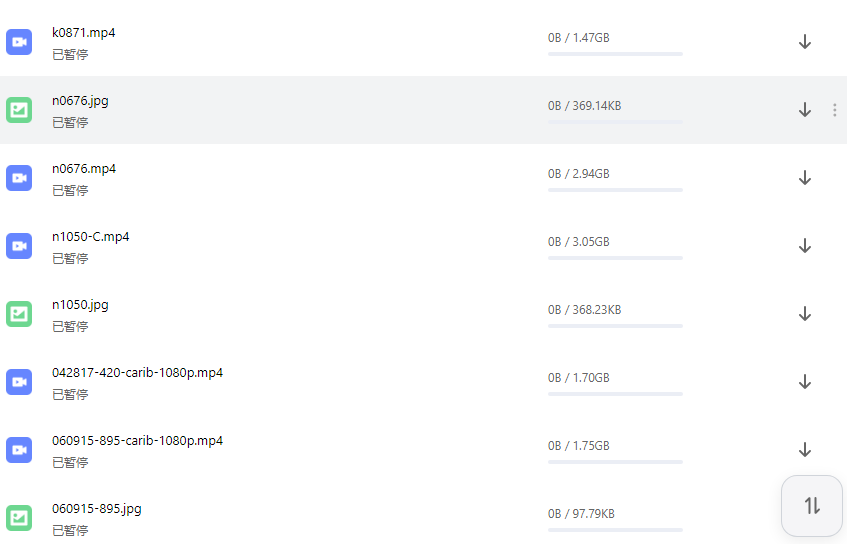 k0871.mp4
0B / 1.47GB
已暂停
n0676.jpg
0B / 369.14KB
已暂停
n0676.mp4
0B / 2.94GB
已暂停
n1050-C.mp4
0B / 3.05GB
已暂停
n1050.jpg
0B / 368.23KB
已暂停
042817-420-carib-1080p.mp4
0B / 1.70GB
已暂停
060915-895-carib-1080p.mp4
0B / 1.75GB
已暂停
060915-895.jpg
0B / 97.79KB
已暂停